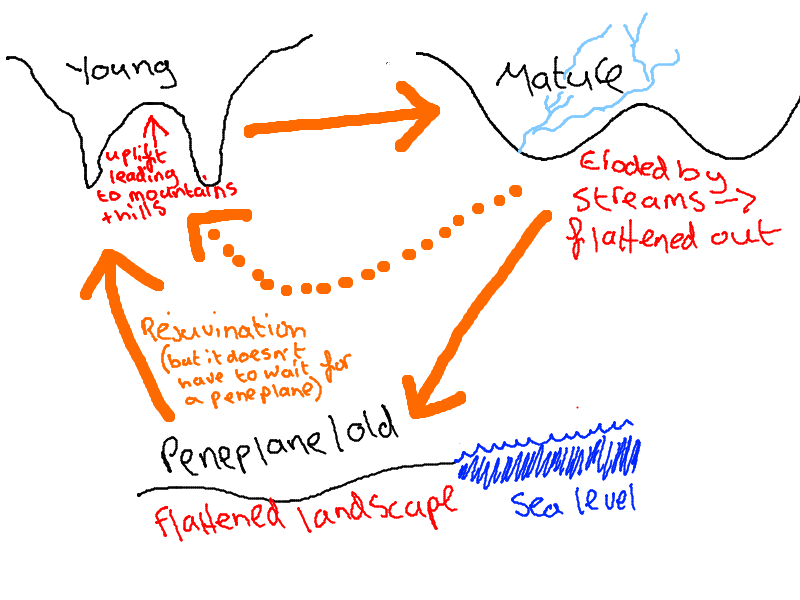 Young
uplift
leading
to mountains
+ hills
Mature
Eroded by
streams →
flattened out
Rejuvination
(but it doesn't
have to wait for
a peneplane)
Peneplane/old
flattened landscape
Sea level